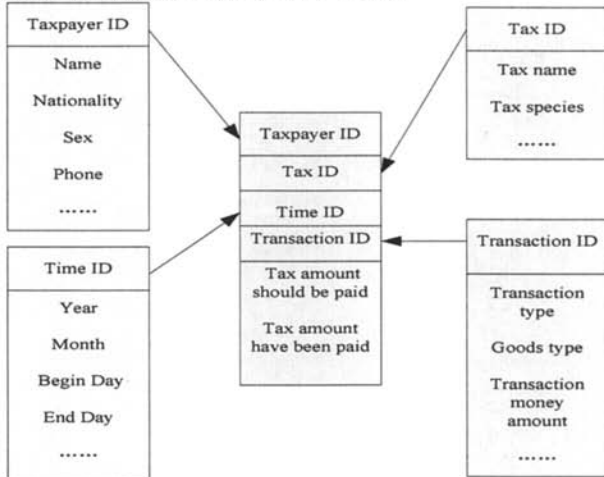 Taxpayer ID
Name
Nationality
Sex
Phone
......
Time ID
Year
Month
Begin Day
End Day
......
Taxpayer ID
Tax ID
Time ID
Transaction ID
Tax amount
should be paid
Tax amount
have been paid
Tax ID
Tax name
Tax species
......
Transaction ID
Transaction
type
Goods type
Transaction
money
amount
......